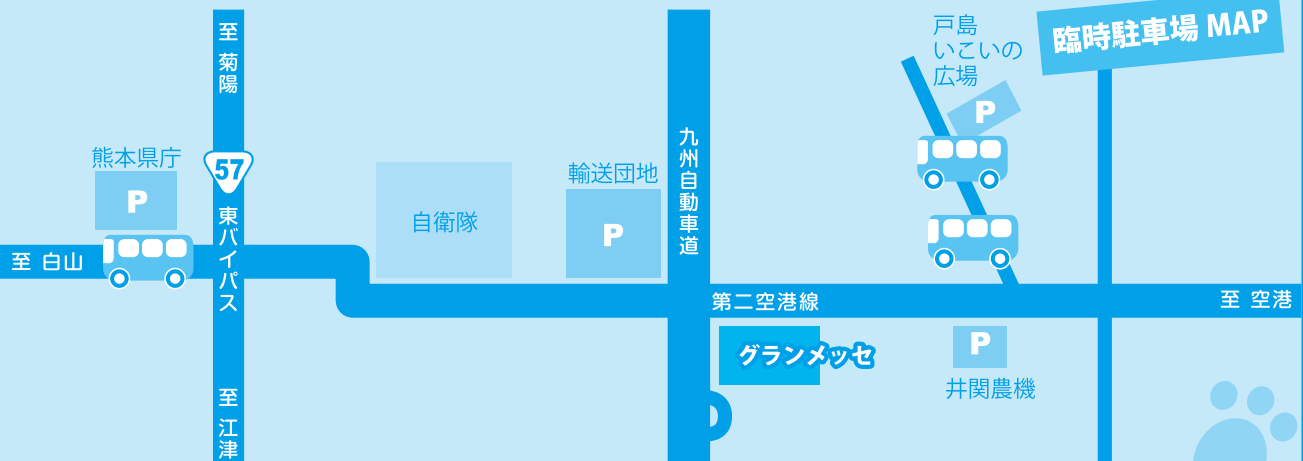 臨時駐車場 MAP
至 菊陽
戸島
いこいの
広場
P
熊本県庁
P
57
東バイパス
自衛隊
輸送団地
P
九州自動車道
至 白山
第二空港線
至 空港
グランメッセ
P
井関農機
至 江津